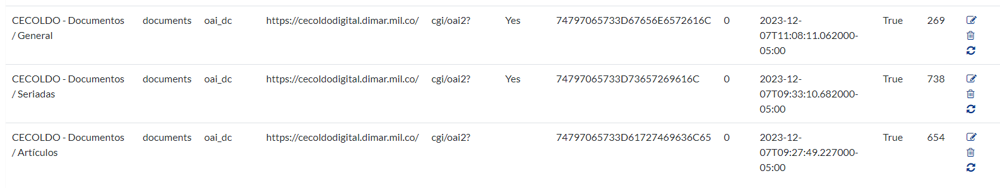 CECOLDO - Documentos documents oai_dc https://cecoldodigital.dimar.mil.co/ cgi/oai2? Yes 74797065733D67656E6572616C 0 2023-12- True 269
/ General 07T11:08:11.062000-
05:00
CECOLDO - Documentos documents oai_dc https://cecoldodigital.dimar.mil.co/ cgi/oai2? Yes 74797065733D73657269616C 0 2023-12- True 738
/ Seriadas 07T09:33:10.682000-
05:00
CECOLDO - Documentos documents oai_dc https://cecoldodigital.dimar.mil.co/ cgi/oai2? 74797065733D61727469636C65 0 2023-12- True 654
/ Artículos 07T09:27:49.227000-
05:00